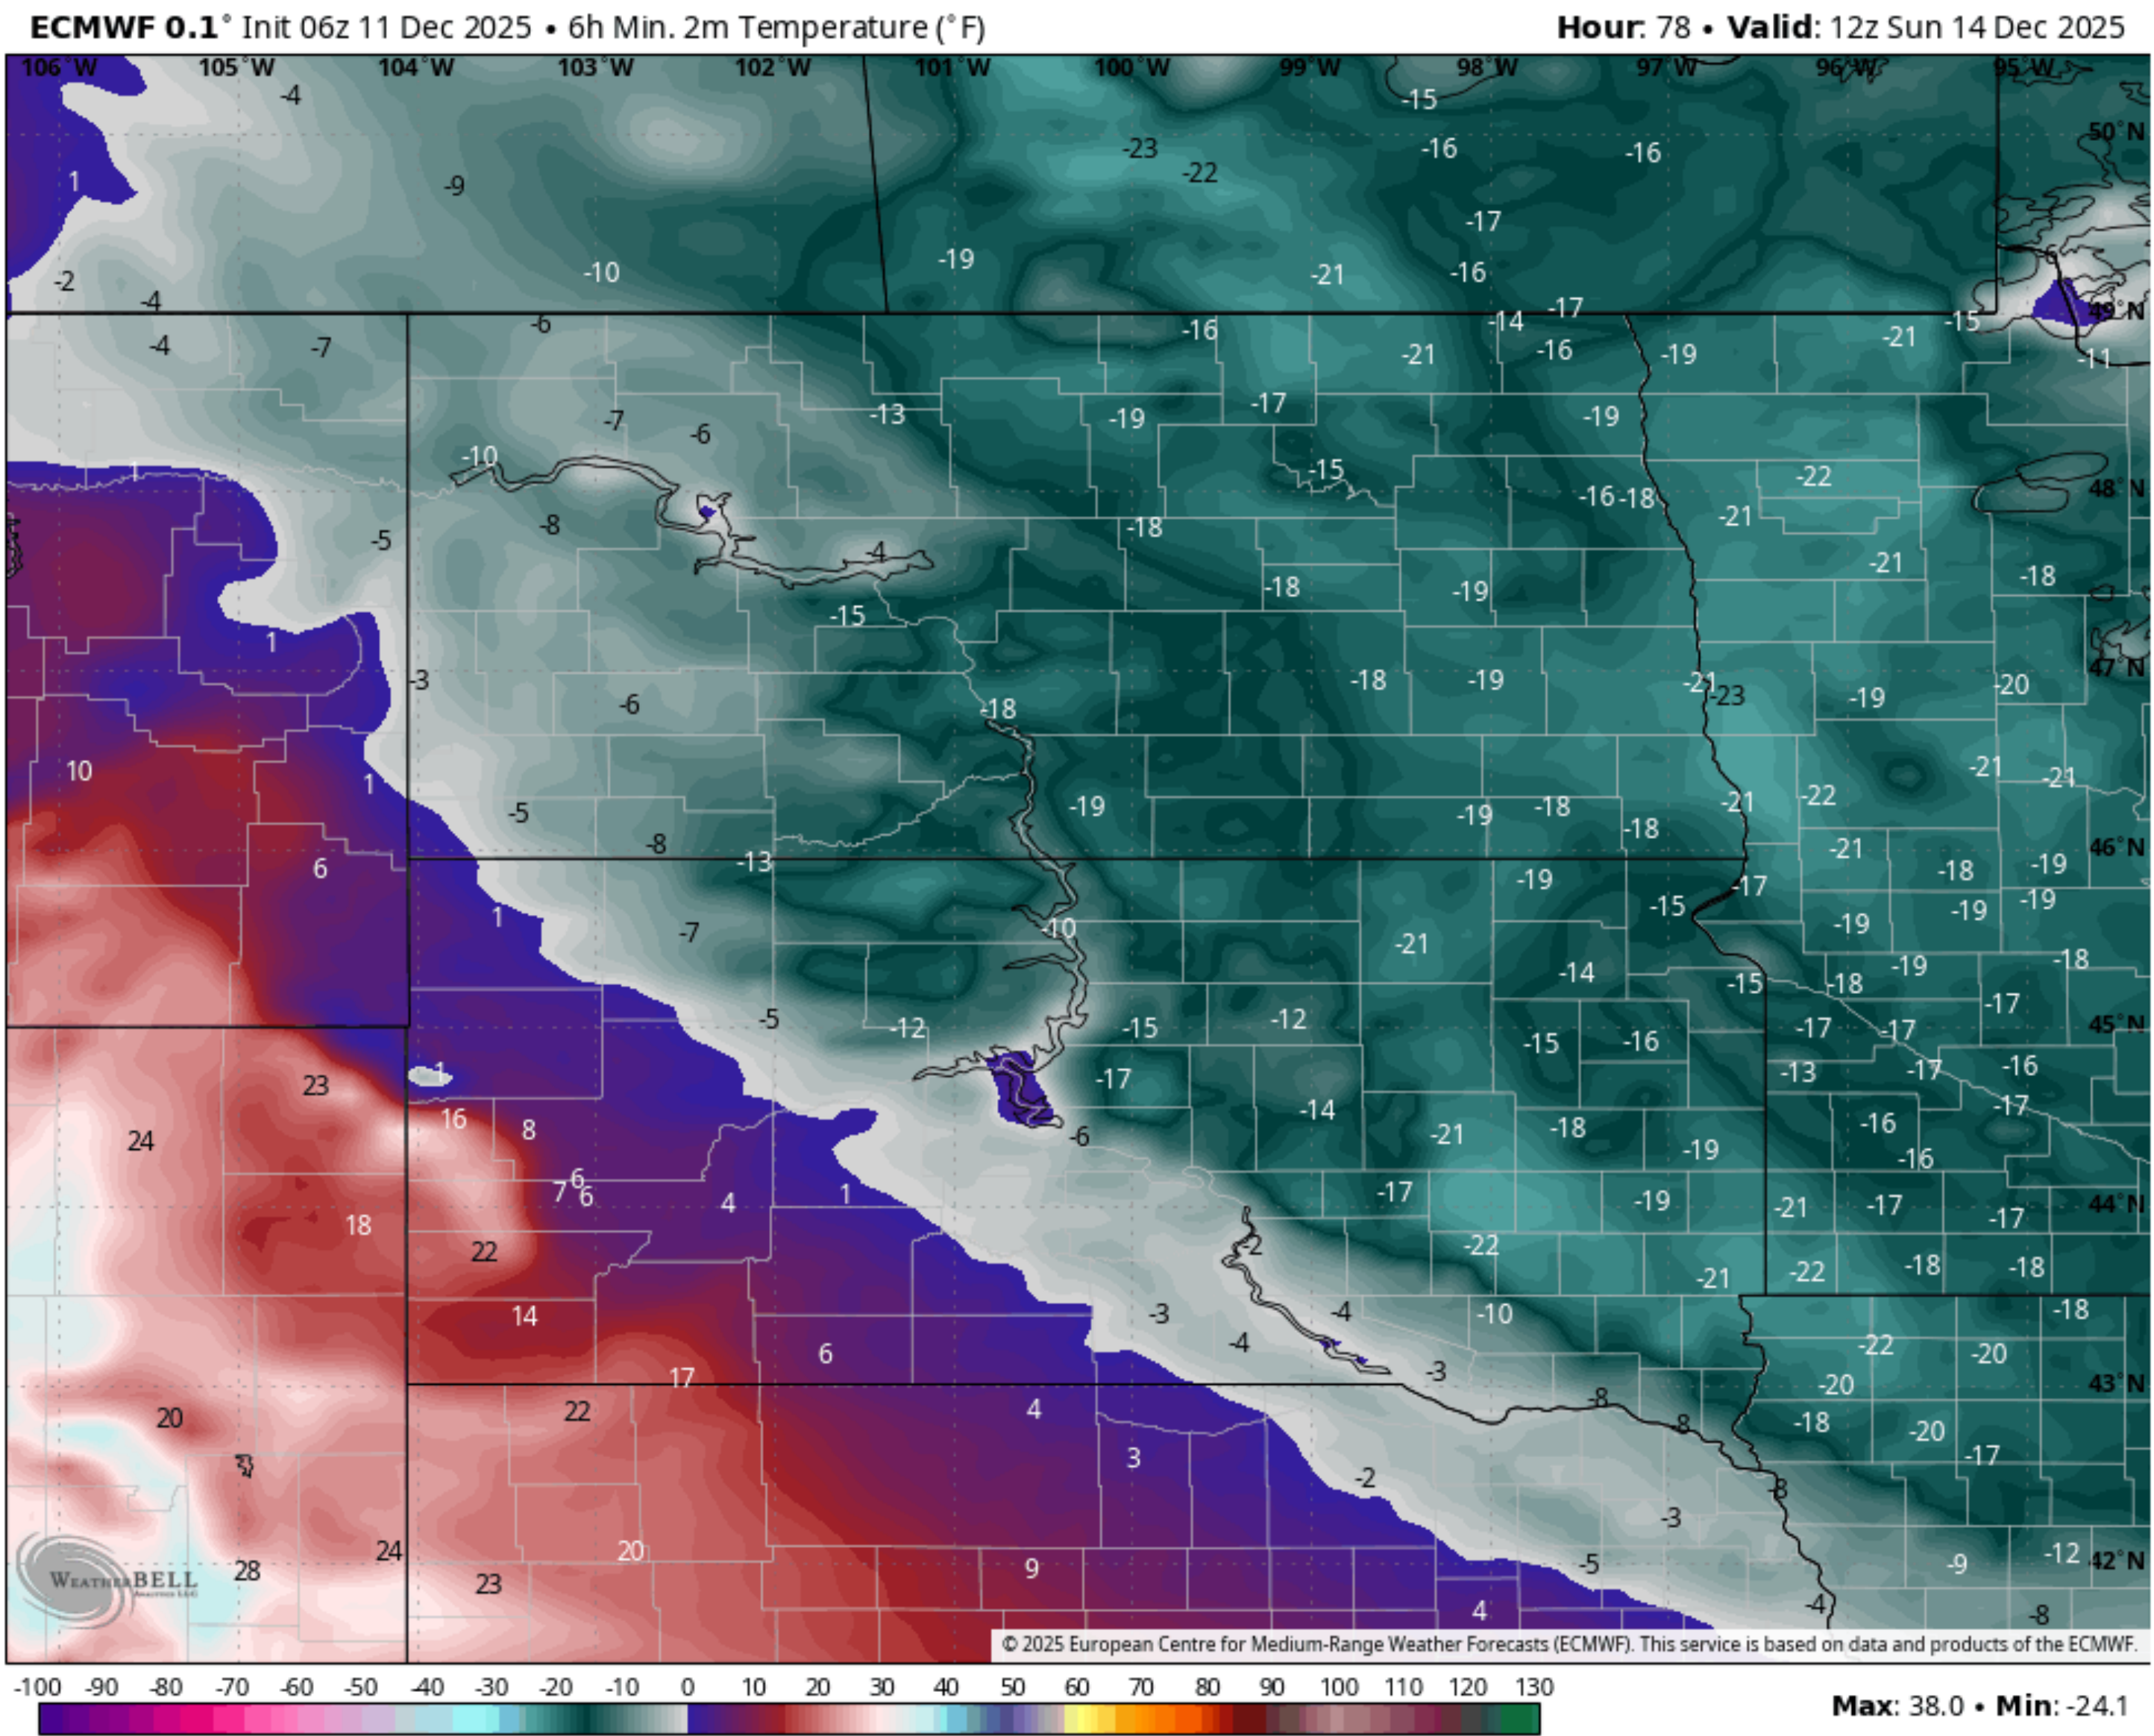 ECMWF 0.1° Init 06z 11 Dec 2025 • 6h Min. 2m Temperature (°F) Hour: 78 • Valid: 12z Sun 14 Dec 2025
106°W 105°W 104°W 103°W 102°W 101°W 100°W 99°W 98°W 97°W 96°W 95°W
-4 -15
50°N
-23 -16 -16
1 -9 -22
-17
-2 -4 -10 -19 -21 -16 6
-17 49°N
-4 -7 -6 -16 -14 -16 -21 -19 -21 -15 -11
-7 -6 -13 -19 -17 -19
1 -10 -15 -16 -18 -22 48°N
-5 -8 -4 -18 -21
-18 -19 -21 -18
1 -15
-3 -6 -18 -18 -19 -21 -23 -19 -20 47°N
10 1 -21 -21
-5 -19 -19 -18 -18 -21 -22
6 -8 -13 -21 -18 -19 46°N
-19 -15 -17
1 -7 -10 -21 -19 -19 -19
-14 -15 -18 -19 -18
-5 -12 -15 -12 -15 -16 -17 -17 -17 45°N
23 1 -17 -13 -17 -16
24 16 8 -6 -14 -21 -18 -19 -16 -16 -17
7 6 6 4 1 -17 -19 -21 -17 -17 44°N
18 22 -2 -22 -21 -22 -18 -18
14 -3 -4 -10 -18
6 -4 -3 -22 -20
17 -20 43°N
20 22 4 -8 -8 -18 -20
3 -2 -8 -17
-3
24 20 9 -5 -9 -12 42°N
28 23 4 -4 -8
WEATHERBELL
Analytics LLC
© 2025 European Centre for Medium-Range Weather Forecasts (ECMWF). This service is based on data and products of the ECMWF.
-100 -90 -80 -70 -60 -50 -40 -30 -20 -10 0 10 20 30 40 50 60 70 80 90 100 110 120 130
Max: 38.0 • Min: -24.1